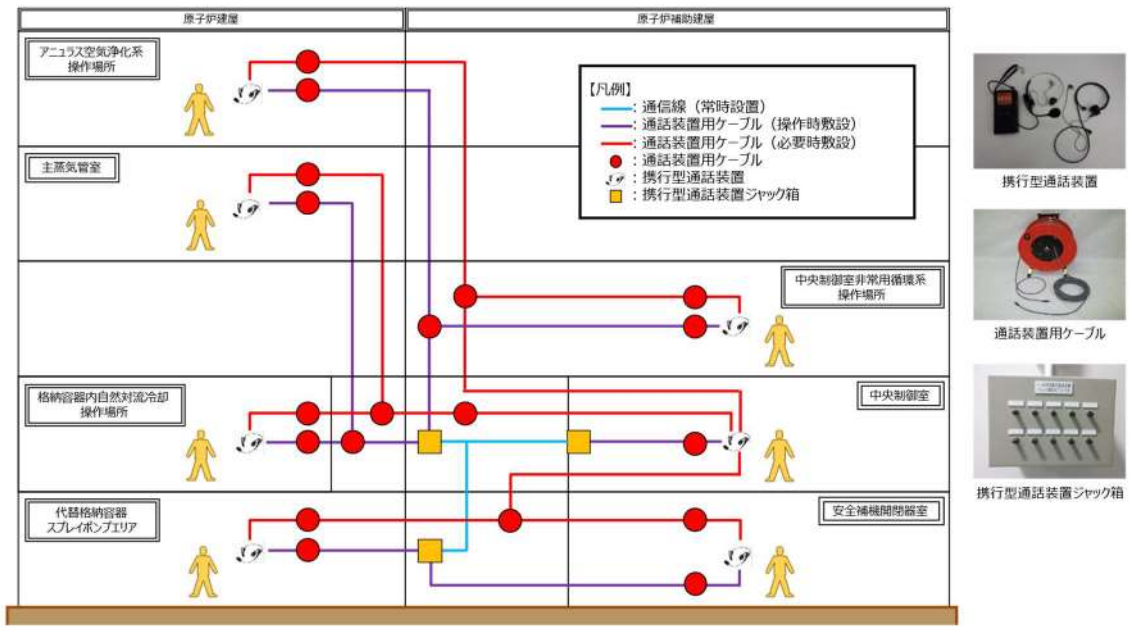 原子炉建屋
原子炉補助建屋
アニュラス空気浄化系
操作場所
主蒸気管室
【凡例】
：通信線（常時設置）
：通話装置用ケーブル（操作時敷設）
：通話装置用ケーブル（必要時敷設）
：通話装置用ケーブル
：携行型通話装置
：携行型通話装置ジャック箱
中央制御室非常用循環系
操作場所
格納容器内自然対流冷却
操作場所
中央制御室
代替格納容器
スプレイポンプエリア
安全補機開閉器室
携行型通話装置
通話装置用ケーブル
携行型通話装置ジャック箱